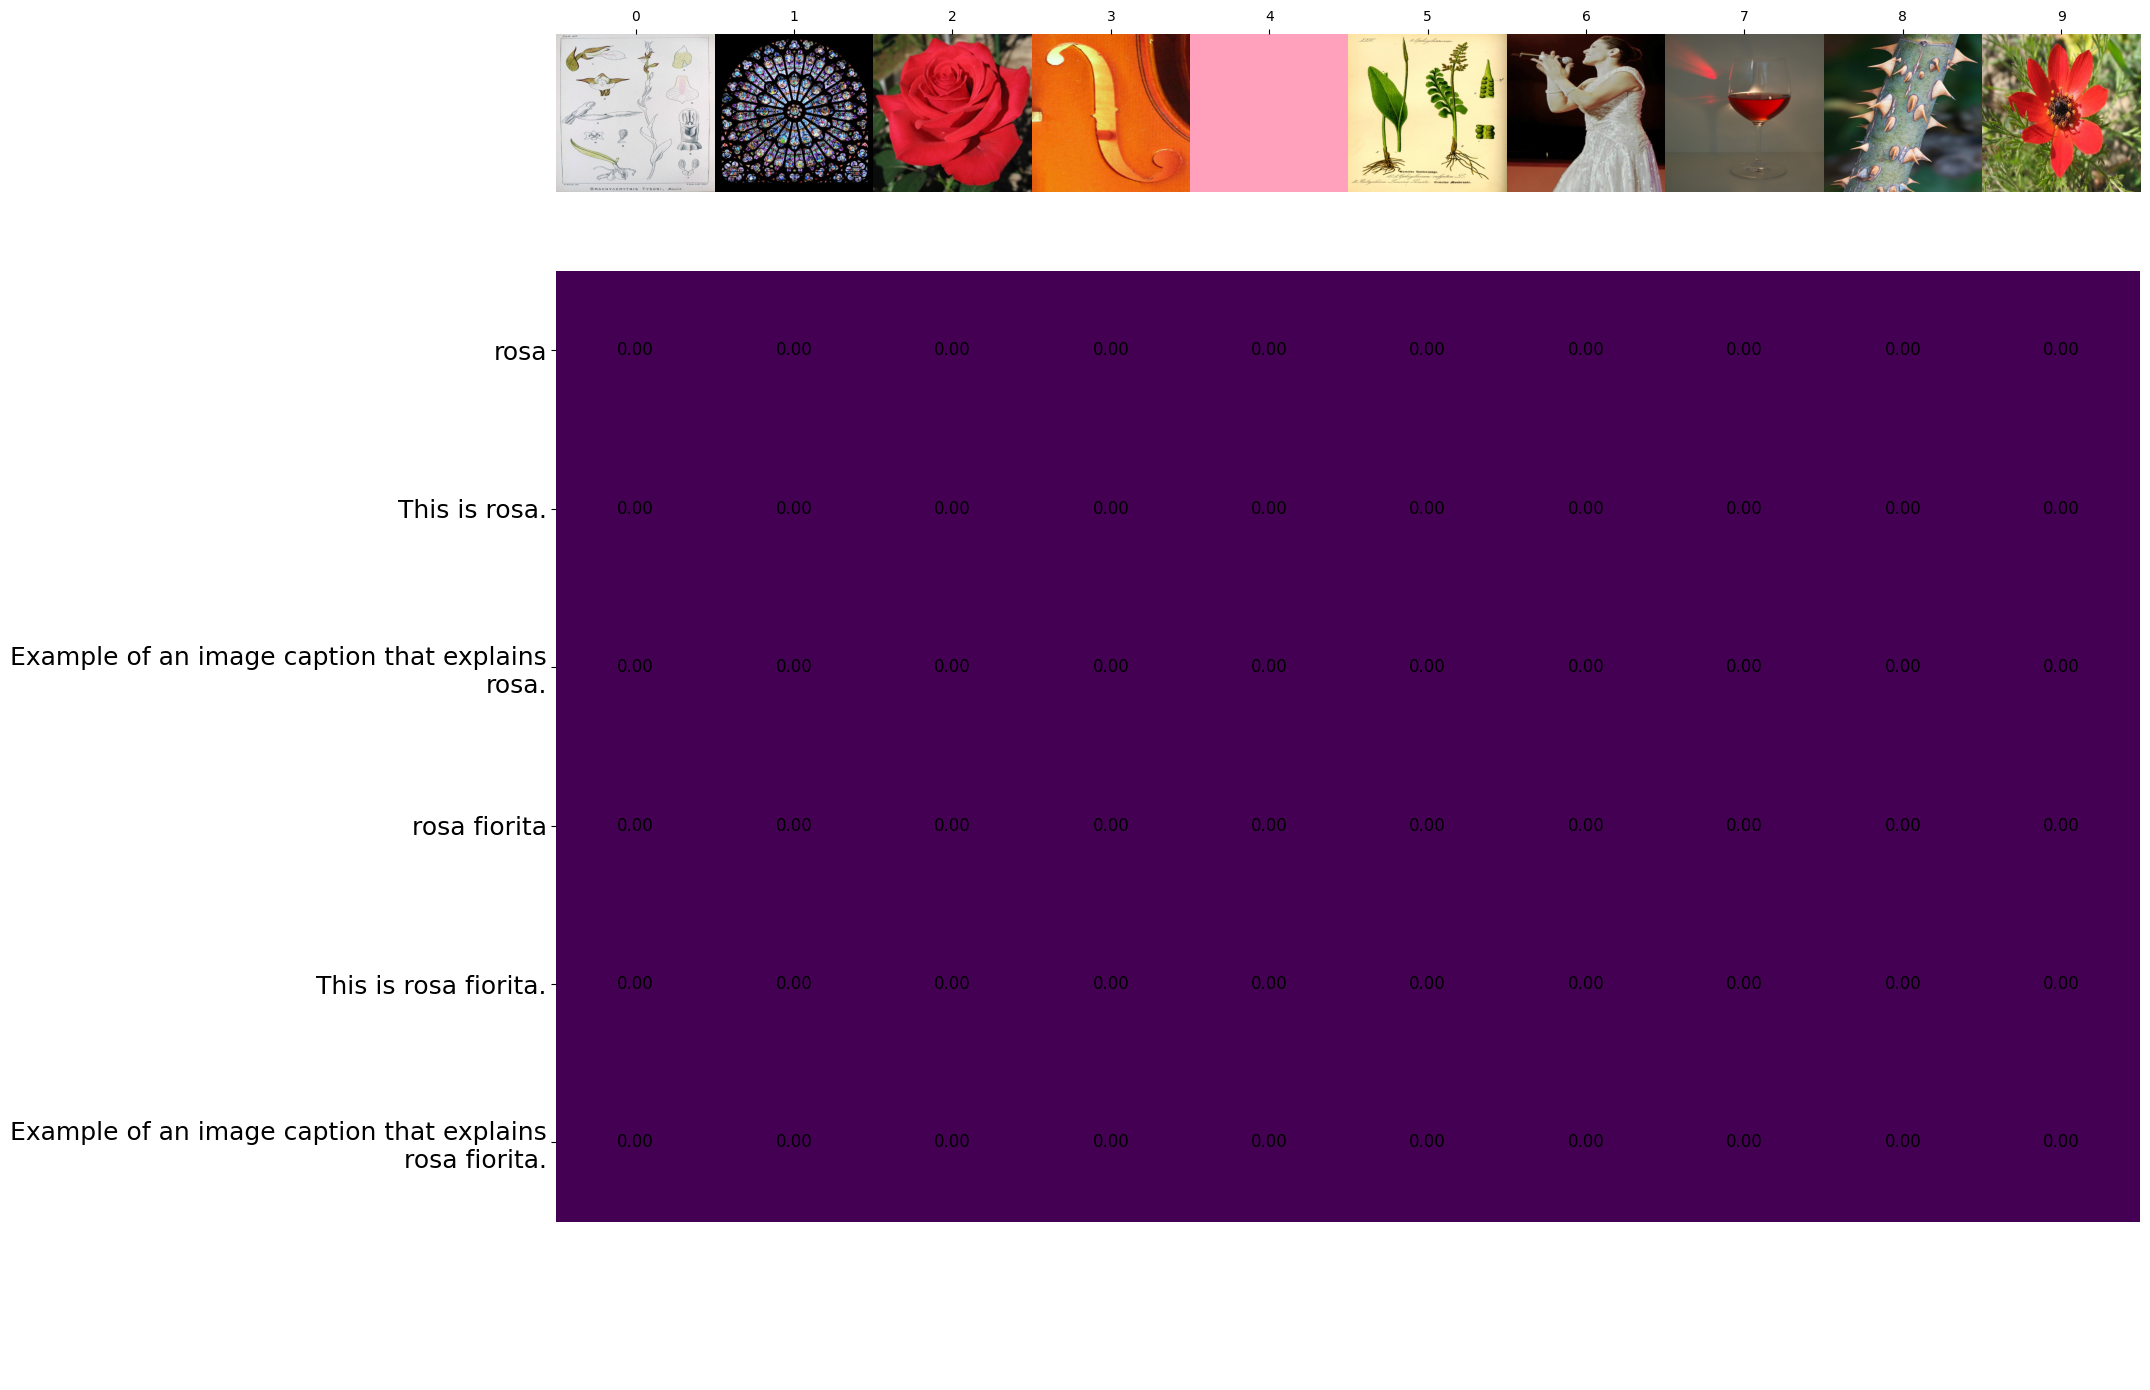 0 1 2 3 4 5 6 7 8 9
rosa
0.00 0.00 0.00 0.00 0.00 0.00 0.00 0.00 0.00 0.00
This is rosa.
0.00 0.00 0.00 0.00 0.00 0.00 0.00 0.00 0.00 0.00
Example of an image caption that explains
rosa.
0.00 0.00 0.00 0.00 0.00 0.00 0.00 0.00 0.00 0.00
rosa fiorita
0.00 0.00 0.00 0.00 0.00 0.00 0.00 0.00 0.00 0.00
This is rosa fiorita.
0.00 0.00 0.00 0.00 0.00 0.00 0.00 0.00 0.00 0.00
Example of an image caption that explains
rosa fiorita.
0.00 0.00 0.00 0.00 0.00 0.00 0.00 0.00 0.00 0.00